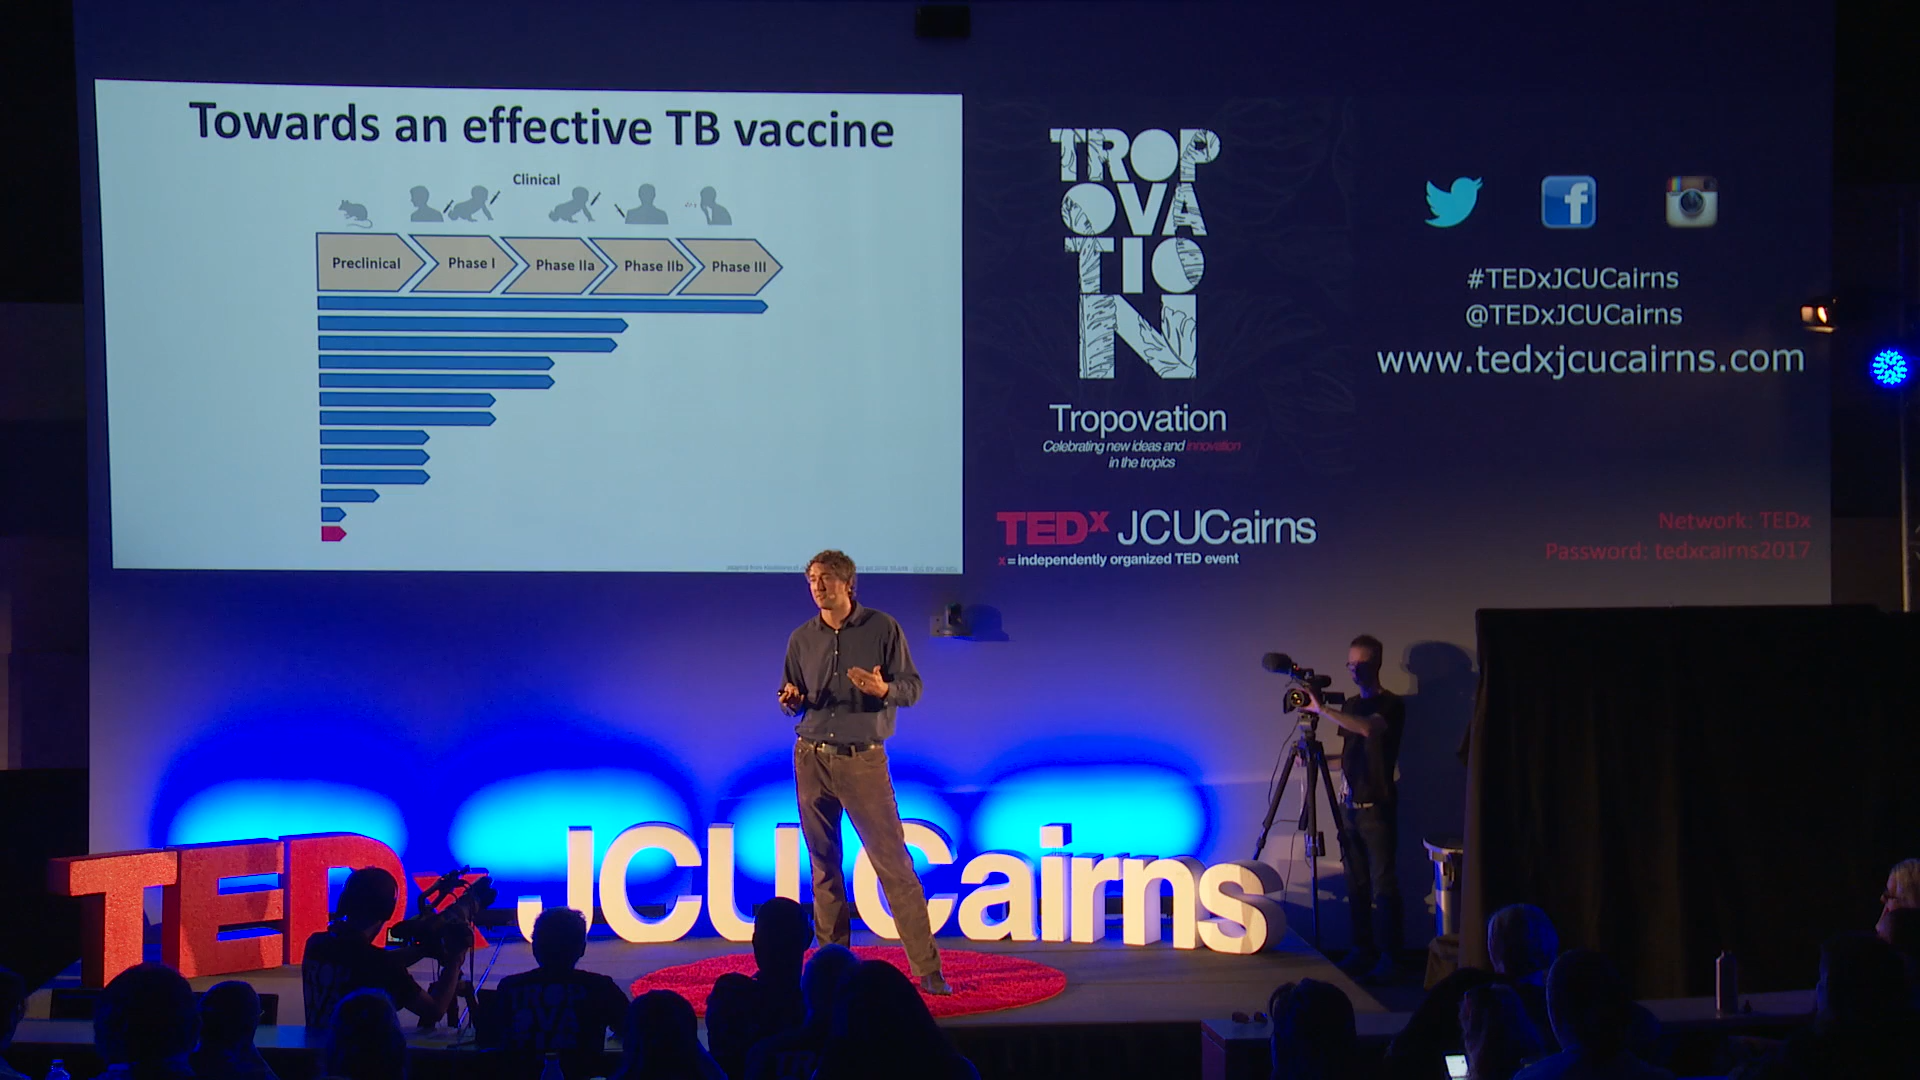 Towards an effective TB vaccine
Clinical
Preclinical
Phase I
Phase IIa
Phase IIb
Phase III
TROP
OVA
TIO
N
Tropovation
Celebrating new ideas and innovation
in the tropics
TEDx JCUCairns
x = independently organized TED event
#TEDxJCUCairns
@TEDxJCUCairns
www.tedxjcucairns.com
Network: TEDx
Password: tedxcairns2017
TEDx JCU Cairns
TROP
OVA